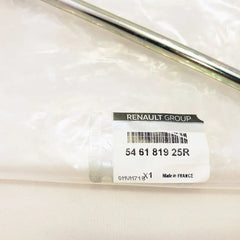 RENAULT GROUP
54 61 819 25R
X1 Made in FRANCE